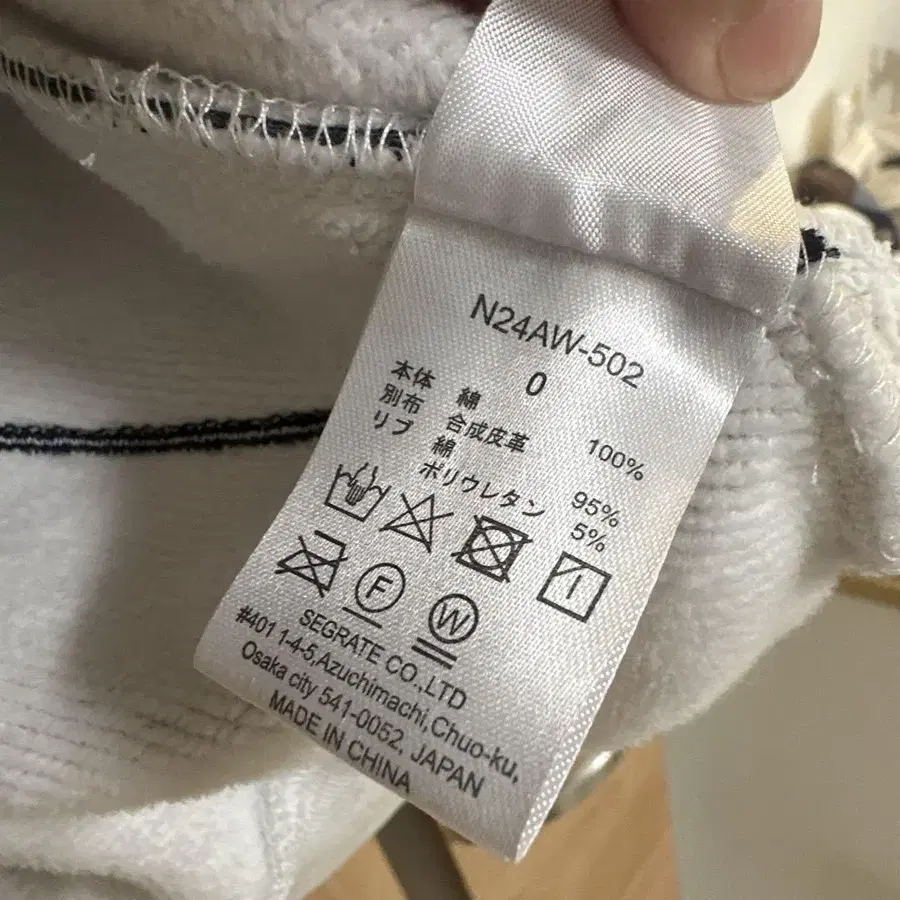 N24AW-502
0
本体 綿 100%
別布 合成皮革
リブ 綿 95%
ポリウレタン 5%
F
W
SEGRATE CO.,LTD
#401 1-4-5,Azuchimachi,Chuo-ku,
Osaka city 541-0052, JAPAN
MADE IN CHINA